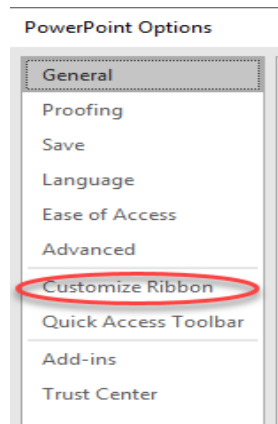 PowerPoint Options
General
Proofing
Save
Language
Ease of Access
Advanced
Customize Ribbon
Quick Access Toolbar
Add-ins
Trust Center